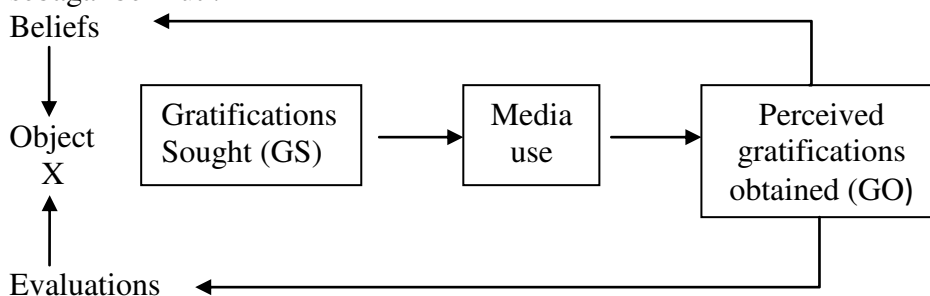 Beliefs
Object
X
Evaluations
Gratifications
Sought (GS)
Media
use
Perceived
gratifications
obtained (GO)